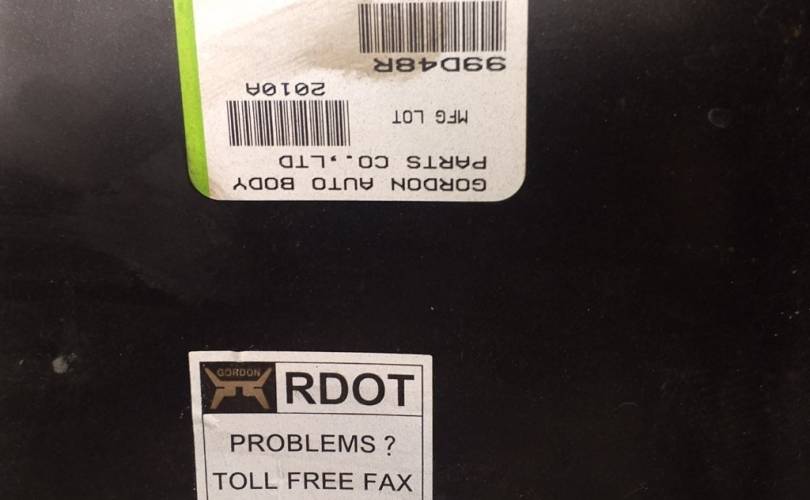 GORDON AUTO BODY
PARTS CO.,LTD
MFG LOT
2010A
99D48R
GORDON
RDOT
PROBLEMS ?
TOLL FREE FAX